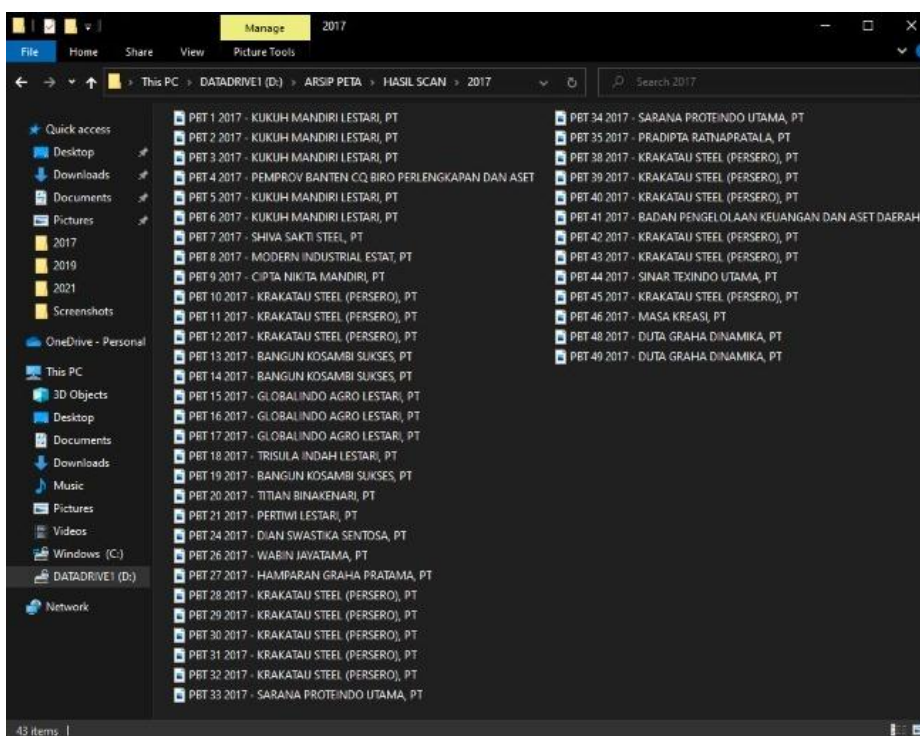 Manage
2017
File
Home
Share
View
Picture Tools
This PC
DATADRIVE1 (D:)
ARSIP PETA
HASIL SCAN
2017
Search 2017
Quick access
Desktop
Downloads
Documents
Pictures
2017
2019
2021
Screenshots
OneDrive - Personal
This PC
3D Objects
Desktop
Documents
Downloads
Music
Pictures
Videos
Windows (C:)
DATADRIVE1 (D:)
Network
PBT 1 2017 - KUKUH MANDIRI LESTARI, PT
PBT 2 2017 - KUKUH MANDIRI LESTARI, PT
PBT 3 2017 - KUKUH MANDIRI LESTARI, PT
PBT 4 2017 - PEMPROV BANTEN CQ BIRO PERLENGKAPAN DAN ASET
PBT 5 2017 - KUKUH MANDIRI LESTARI, PT
PBT 6 2017 - KUKUH MANDIRI LESTARI, PT
PBT 7 2017 - SHIVA SAKTI STEEL, PT
PBT 8 2017 - MODERN INDUSTRIAL ESTAT, PT
PBT 9 2017 - CIPTA NIKITA MANDIRI, PT
PBT 10 2017 - KRAKATAU STEEL (PERSERO), PT
PBT 11 2017 - KRAKATAU STEEL (PERSERO), PT
PBT 12 2017 - KRAKATAU STEEL (PERSERO), PT
PBT 13 2017 - BANGUN KOSAMBI SUKSES, PT
PBT 14 2017 - BANGUN KOSAMBI SUKSES, PT
PBT 15 2017 - GLOBALINDO AGRO LESTARI, PT
PBT 16 2017 - GLOBALINDO AGRO LESTARI, PT
PBT 17 2017 - GLOBALINDO AGRO LESTARI, PT
PBT 18 2017 - TRISULA INDAH LESTARI, PT
PBT 19 2017 - BANGUN KOSAMBI SUKSES, PT
PBT 20 2017 - TITIAN BINAKENARI, PT
PBT 21 2017 - PERTIWI LESTARI, PT
PBT 24 2017 - DIAN SWASTIKA SENTOSA, PT
PBT 26 2017 - WABIN JAYATAMA, PT
PBT 27 2017 - HAMPARAN GRAHA PRATAMA, PT
PBT 28 2017 - KRAKATAU STEEL (PERSERO), PT
PBT 29 2017 - KRAKATAU STEEL (PERSERO), PT
PBT 30 2017 - KRAKATAU STEEL (PERSERO), PT
PBT 31 2017 - KRAKATAU STEEL (PERSERO), PT
PBT 32 2017 - KRAKATAU STEEL (PERSERO), PT
PBT 33 2017 - SARANA PROTEINDO UTAMA, PT
PBT 34 2017 - SARANA PROTEINDO UTAMA, PT
PBT 35 2017 - PRADIPTA RATNAPRATALA, PT
PBT 38 2017 - KRAKATAU STEEL (PERSERO), PT
PBT 39 2017 - KRAKATAU STEEL (PERSERO), PT
PBT 40 2017 - KRAKATAU STEEL (PERSERO), PT
PBT 41 2017 - BADAN PENGELOLAAN KEUANGAN DAN ASET DAERAH
PBT 42 2017 - KRAKATAU STEEL (PERSERO), PT
PBT 43 2017 - KRAKATAU STEEL (PERSERO), PT
PBT 44 2017 - SINAR TEXINDO UTAMA, PT
PBT 45 2017 - KRAKATAU STEEL (PERSERO), PT
PBT 46 2017 - MASA KREASI, PT
PBT 48 2017 - DUTA GRAHA DINAMIKA, PT
PBT 49 2017 - DUTA GRAHA DINAMIKA, PT
43 items